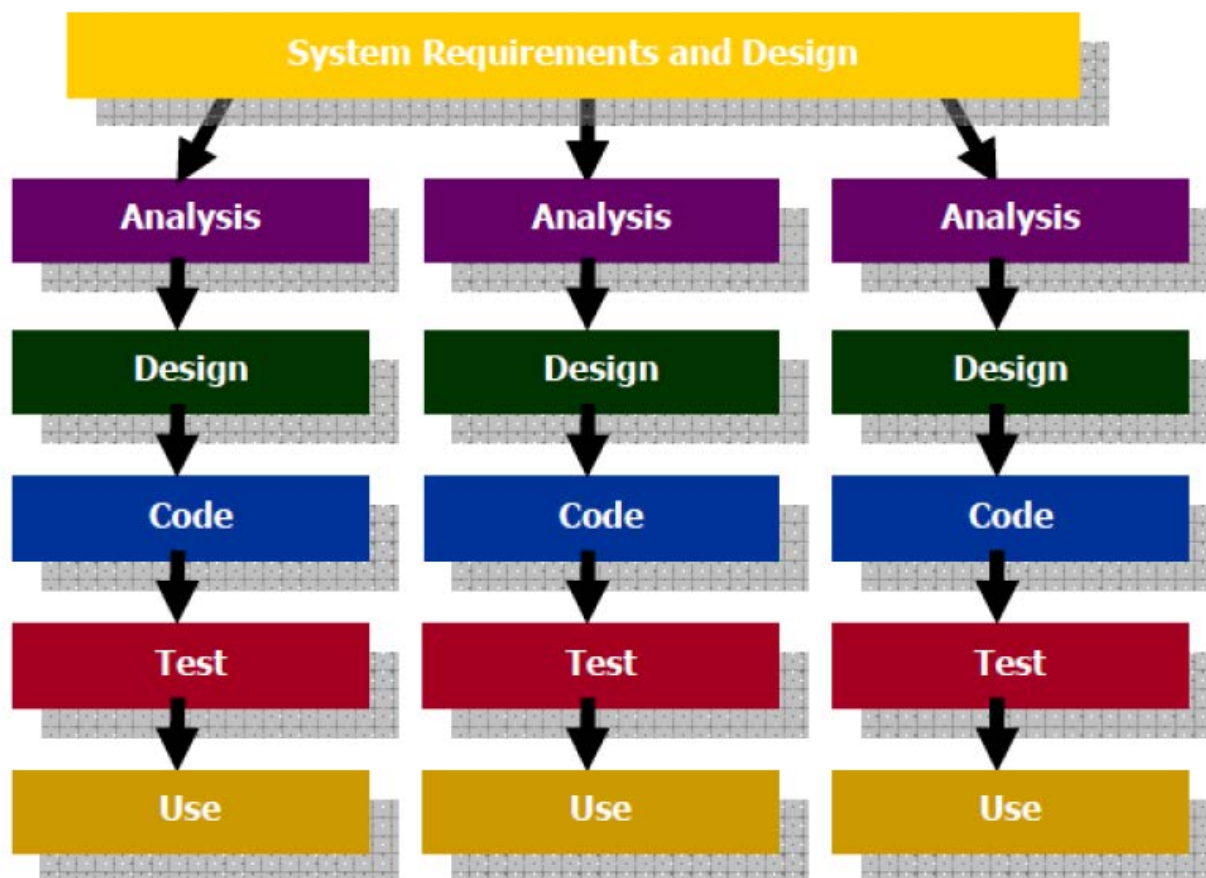 System Requirements and Design
Analysis
Analysis
Analysis
Design
Design
Design
Code
Code
Code
Test
Test
Test
Use
Use
Use